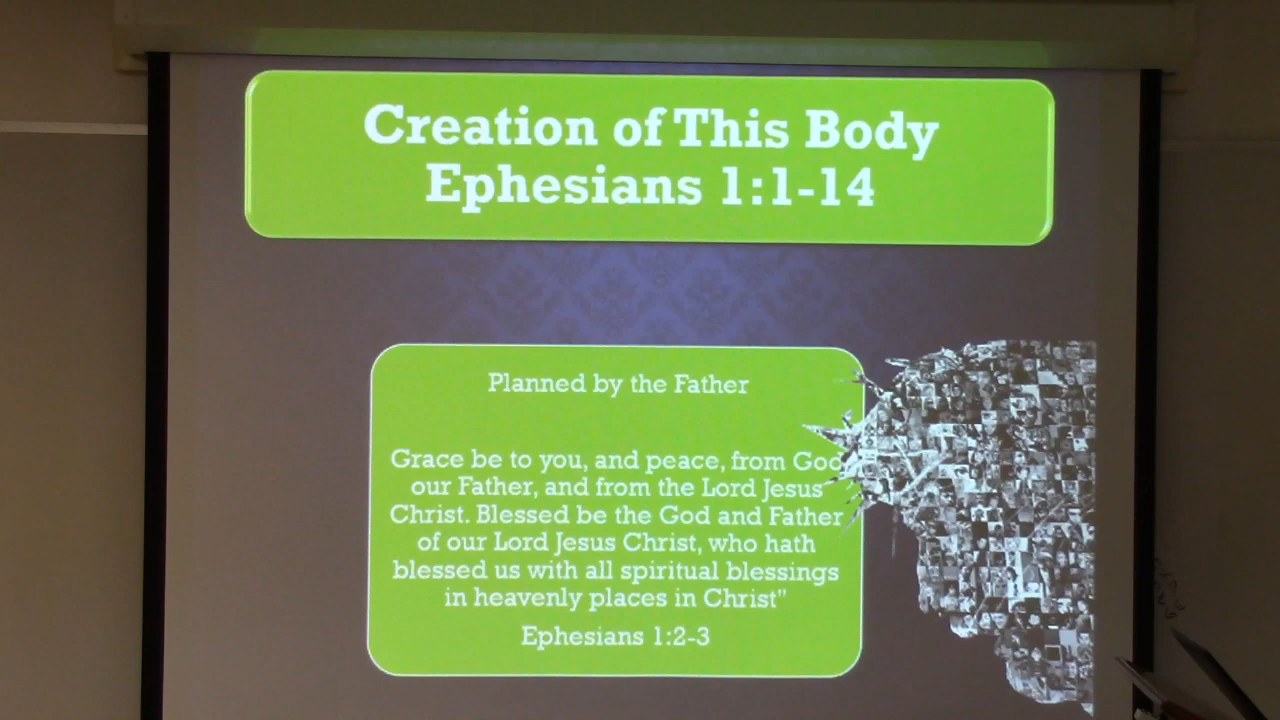 Creation of This Body
Ephesians 1:1-14
Planned by the Father
Grace be to you, and peace, from God
our Father, and from the Lord Jesus
Christ. Blessed be the God and Father
of our Lord Jesus Christ, who hath
blessed us with all spiritual blessings
in heavenly places in Christ"
Ephesians 1:2-3